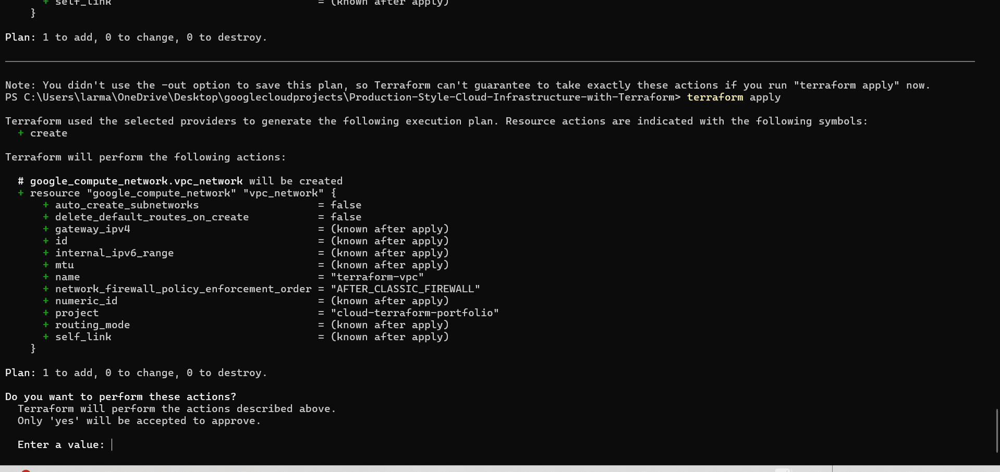 + self_link = (known after apply)
}
Plan: 1 to add, 0 to change, 0 to destroy.
Note: You didn't use the -out option to save this plan, so Terraform can't guarantee to take exactly these actions if you run "terraform apply" now.
PS C:\Users\larma\OneDrive\Desktop\googlecloudprojects\Production-Style-Cloud-Infrastructure-with-Terraform> terraform apply
Terraform used the selected providers to generate the following execution plan. Resource actions are indicated with the following symbols:
+ create
Terraform will perform the following actions:
# google_compute_network.vpc_network will be created
+ resource "google_compute_network" "vpc_network" {
+ auto_create_subnetworks = false
+ delete_default_routes_on_create = false
+ gateway_ipv4 = (known after apply)
+ id = (known after apply)
+ internal_ipv6_range = (known after apply)
+ mtu = (known after apply)
+ name = "terraform-vpc"
+ network_firewall_policy_enforcement_order = "AFTER_CLASSIC_FIREWALL"
+ numeric_id = (known after apply)
+ project = "cloud-terraform-portfolio"
+ routing_mode = (known after apply)
+ self_link = (known after apply)
}
Plan: 1 to add, 0 to change, 0 to destroy.
Do you want to perform these actions?
Terraform will perform the actions described above.
Only 'yes' will be accepted to approve.
Enter a value: